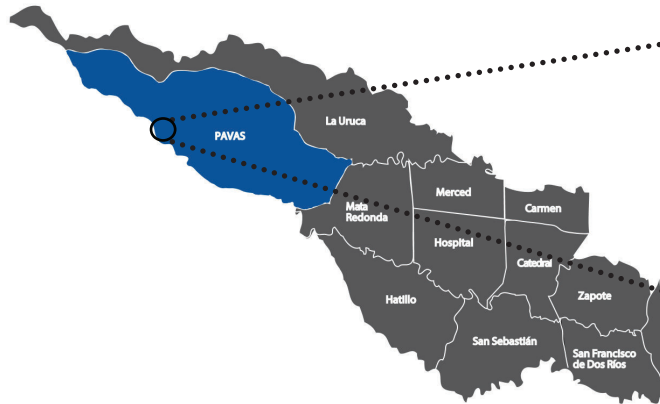 La Uruca
PAVAS
Merced
Mata
Redonda
Carmen
Hospital
Catedral
Hatillo
Zapote
San Sebastián
San Francisco
de Dos Ríos